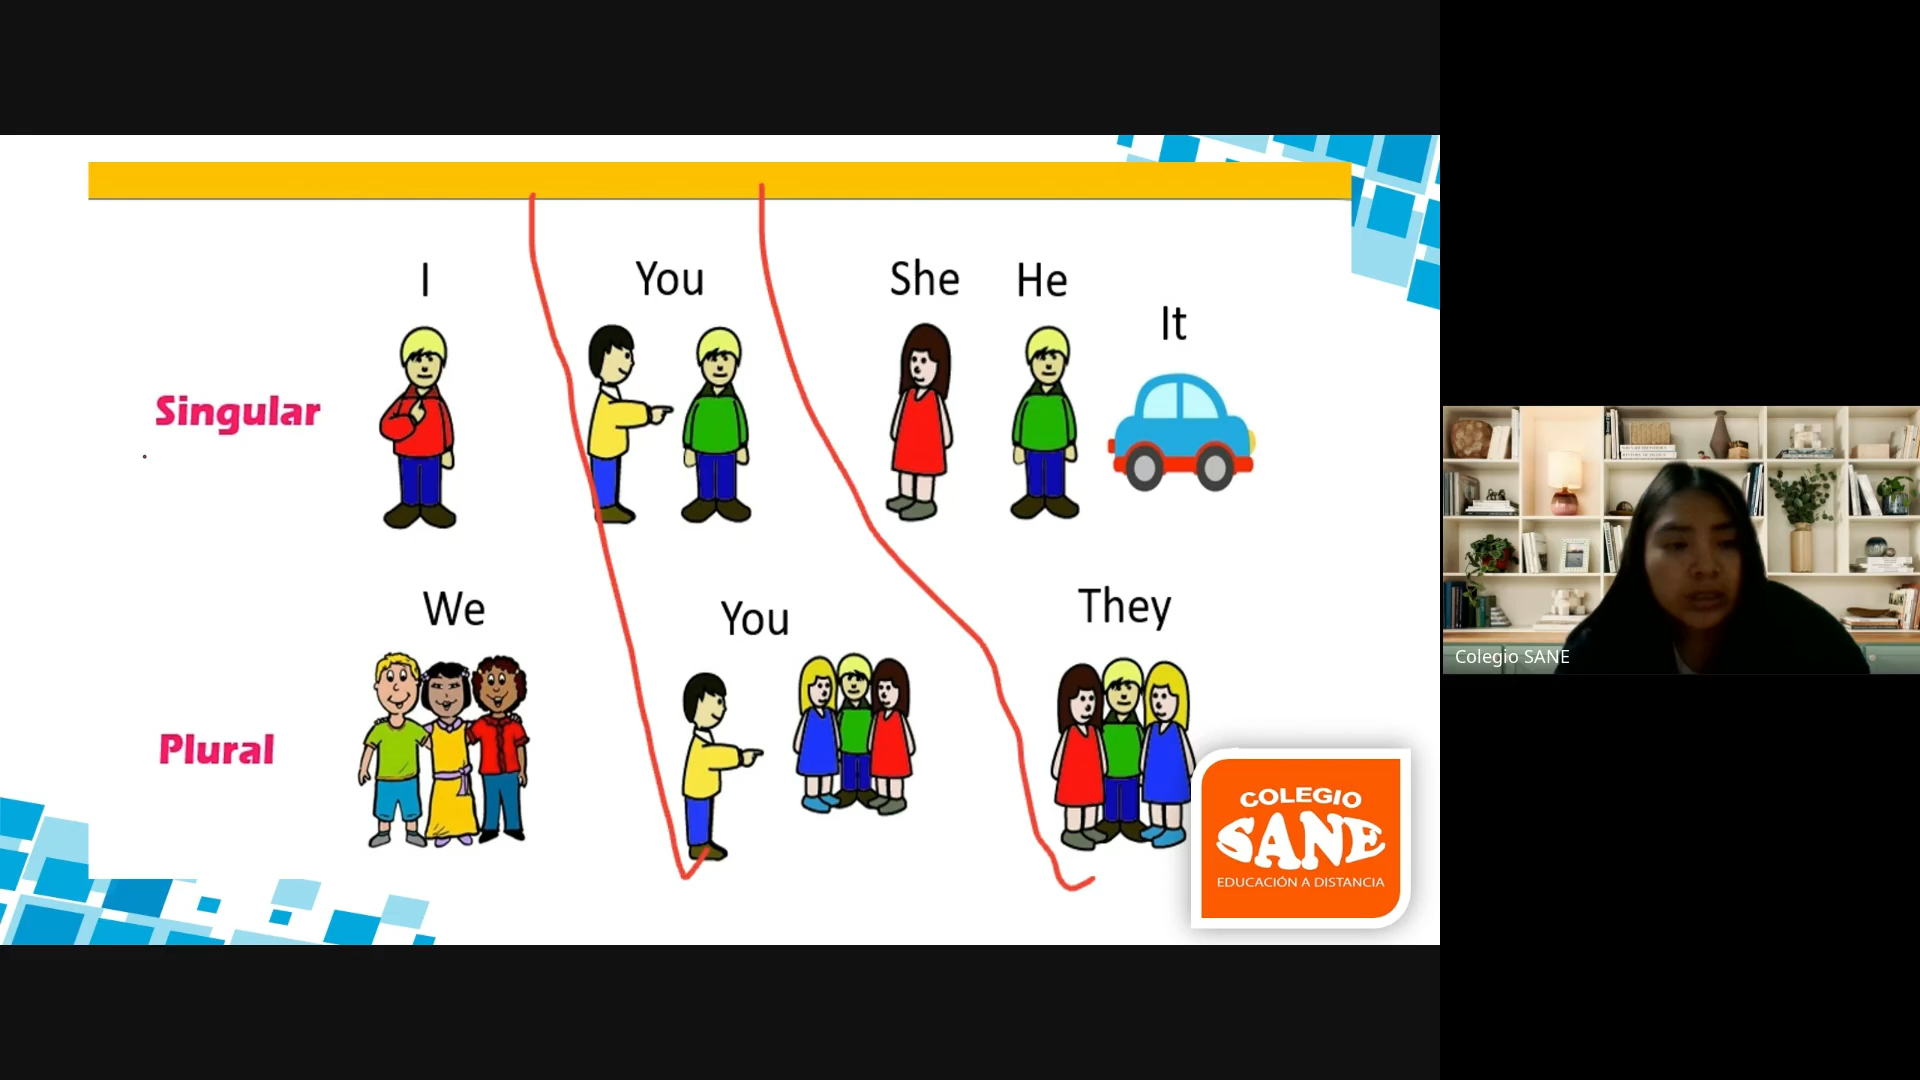 I
You
She
He
It
Singular
We
You
They
Plural
COLEGIO
SANE
EDUCACIÓN A DISTANCIA
Colegio SANE